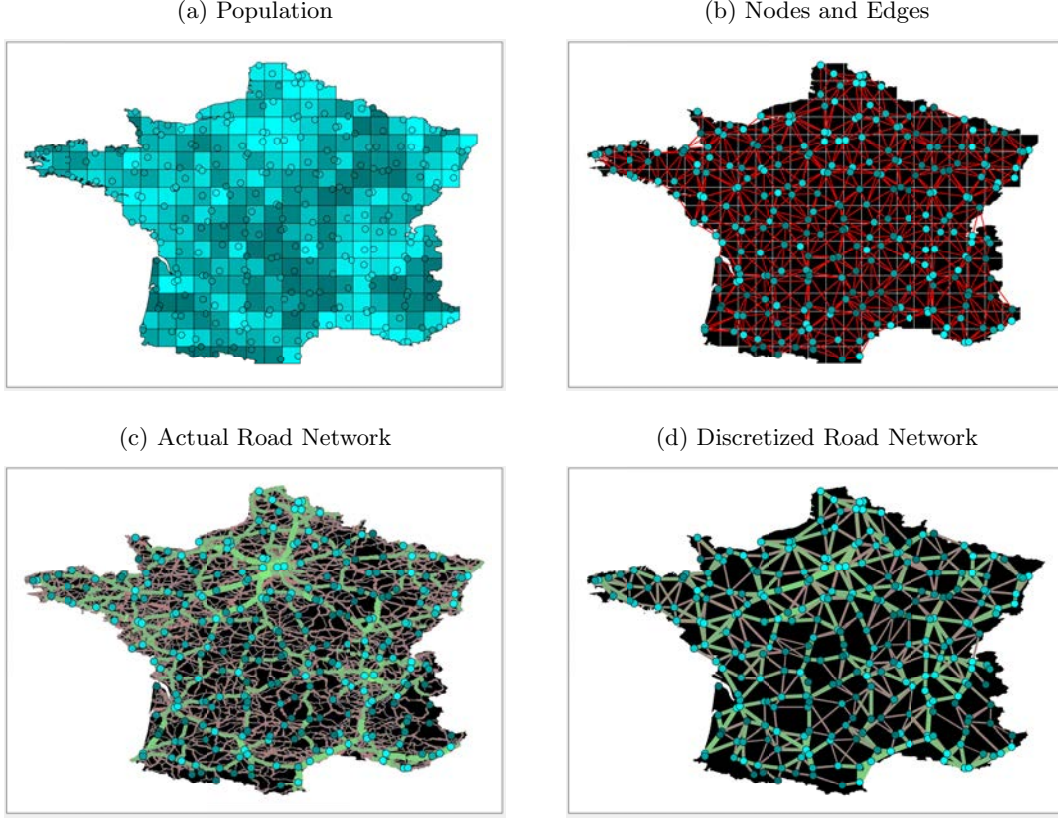 (a) Population
(b) Nodes and Edges
(c) Actual Road Network
(d) Discretized Road Network